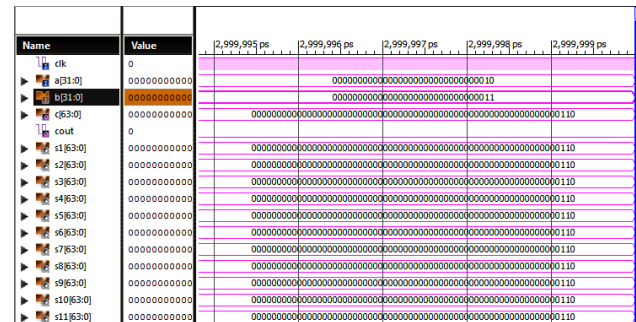 Name Value 2,999,995 ps 2,999,996 ps 2,999,997 ps 2,999,998 ps 2,999,999 ps
clk 0
a[31:0] 00000000000 00000000000000000000000000000010
b[31:0] 00000000000 00000000000000000000000000000011
c[63:0] 00000000000 0000000000000000000000000000000000000000000000000000000000000110
cout 0
s1[63:0] 00000000000 0000000000000000000000000000000000000000000000000000000000000110
s2[63:0] 00000000000 0000000000000000000000000000000000000000000000000000000000000110
s3[63:0] 00000000000 0000000000000000000000000000000000000000000000000000000000000110
s4[63:0] 00000000000 0000000000000000000000000000000000000000000000000000000000000110
s5[63:0] 00000000000 0000000000000000000000000000000000000000000000000000000000000110
s6[63:0] 00000000000 0000000000000000000000000000000000000000000000000000000000000110
s7[63:0] 00000000000 0000000000000000000000000000000000000000000000000000000000000110
s8[63:0] 00000000000 0000000000000000000000000000000000000000000000000000000000000110
s9[63:0] 00000000000 0000000000000000000000000000000000000000000000000000000000000110
s10[63:0] 00000000000 0000000000000000000000000000000000000000000000000000000000000110
s11[63:0] 00000000000 0000000000000000000000000000000000000000000000000000000000000110